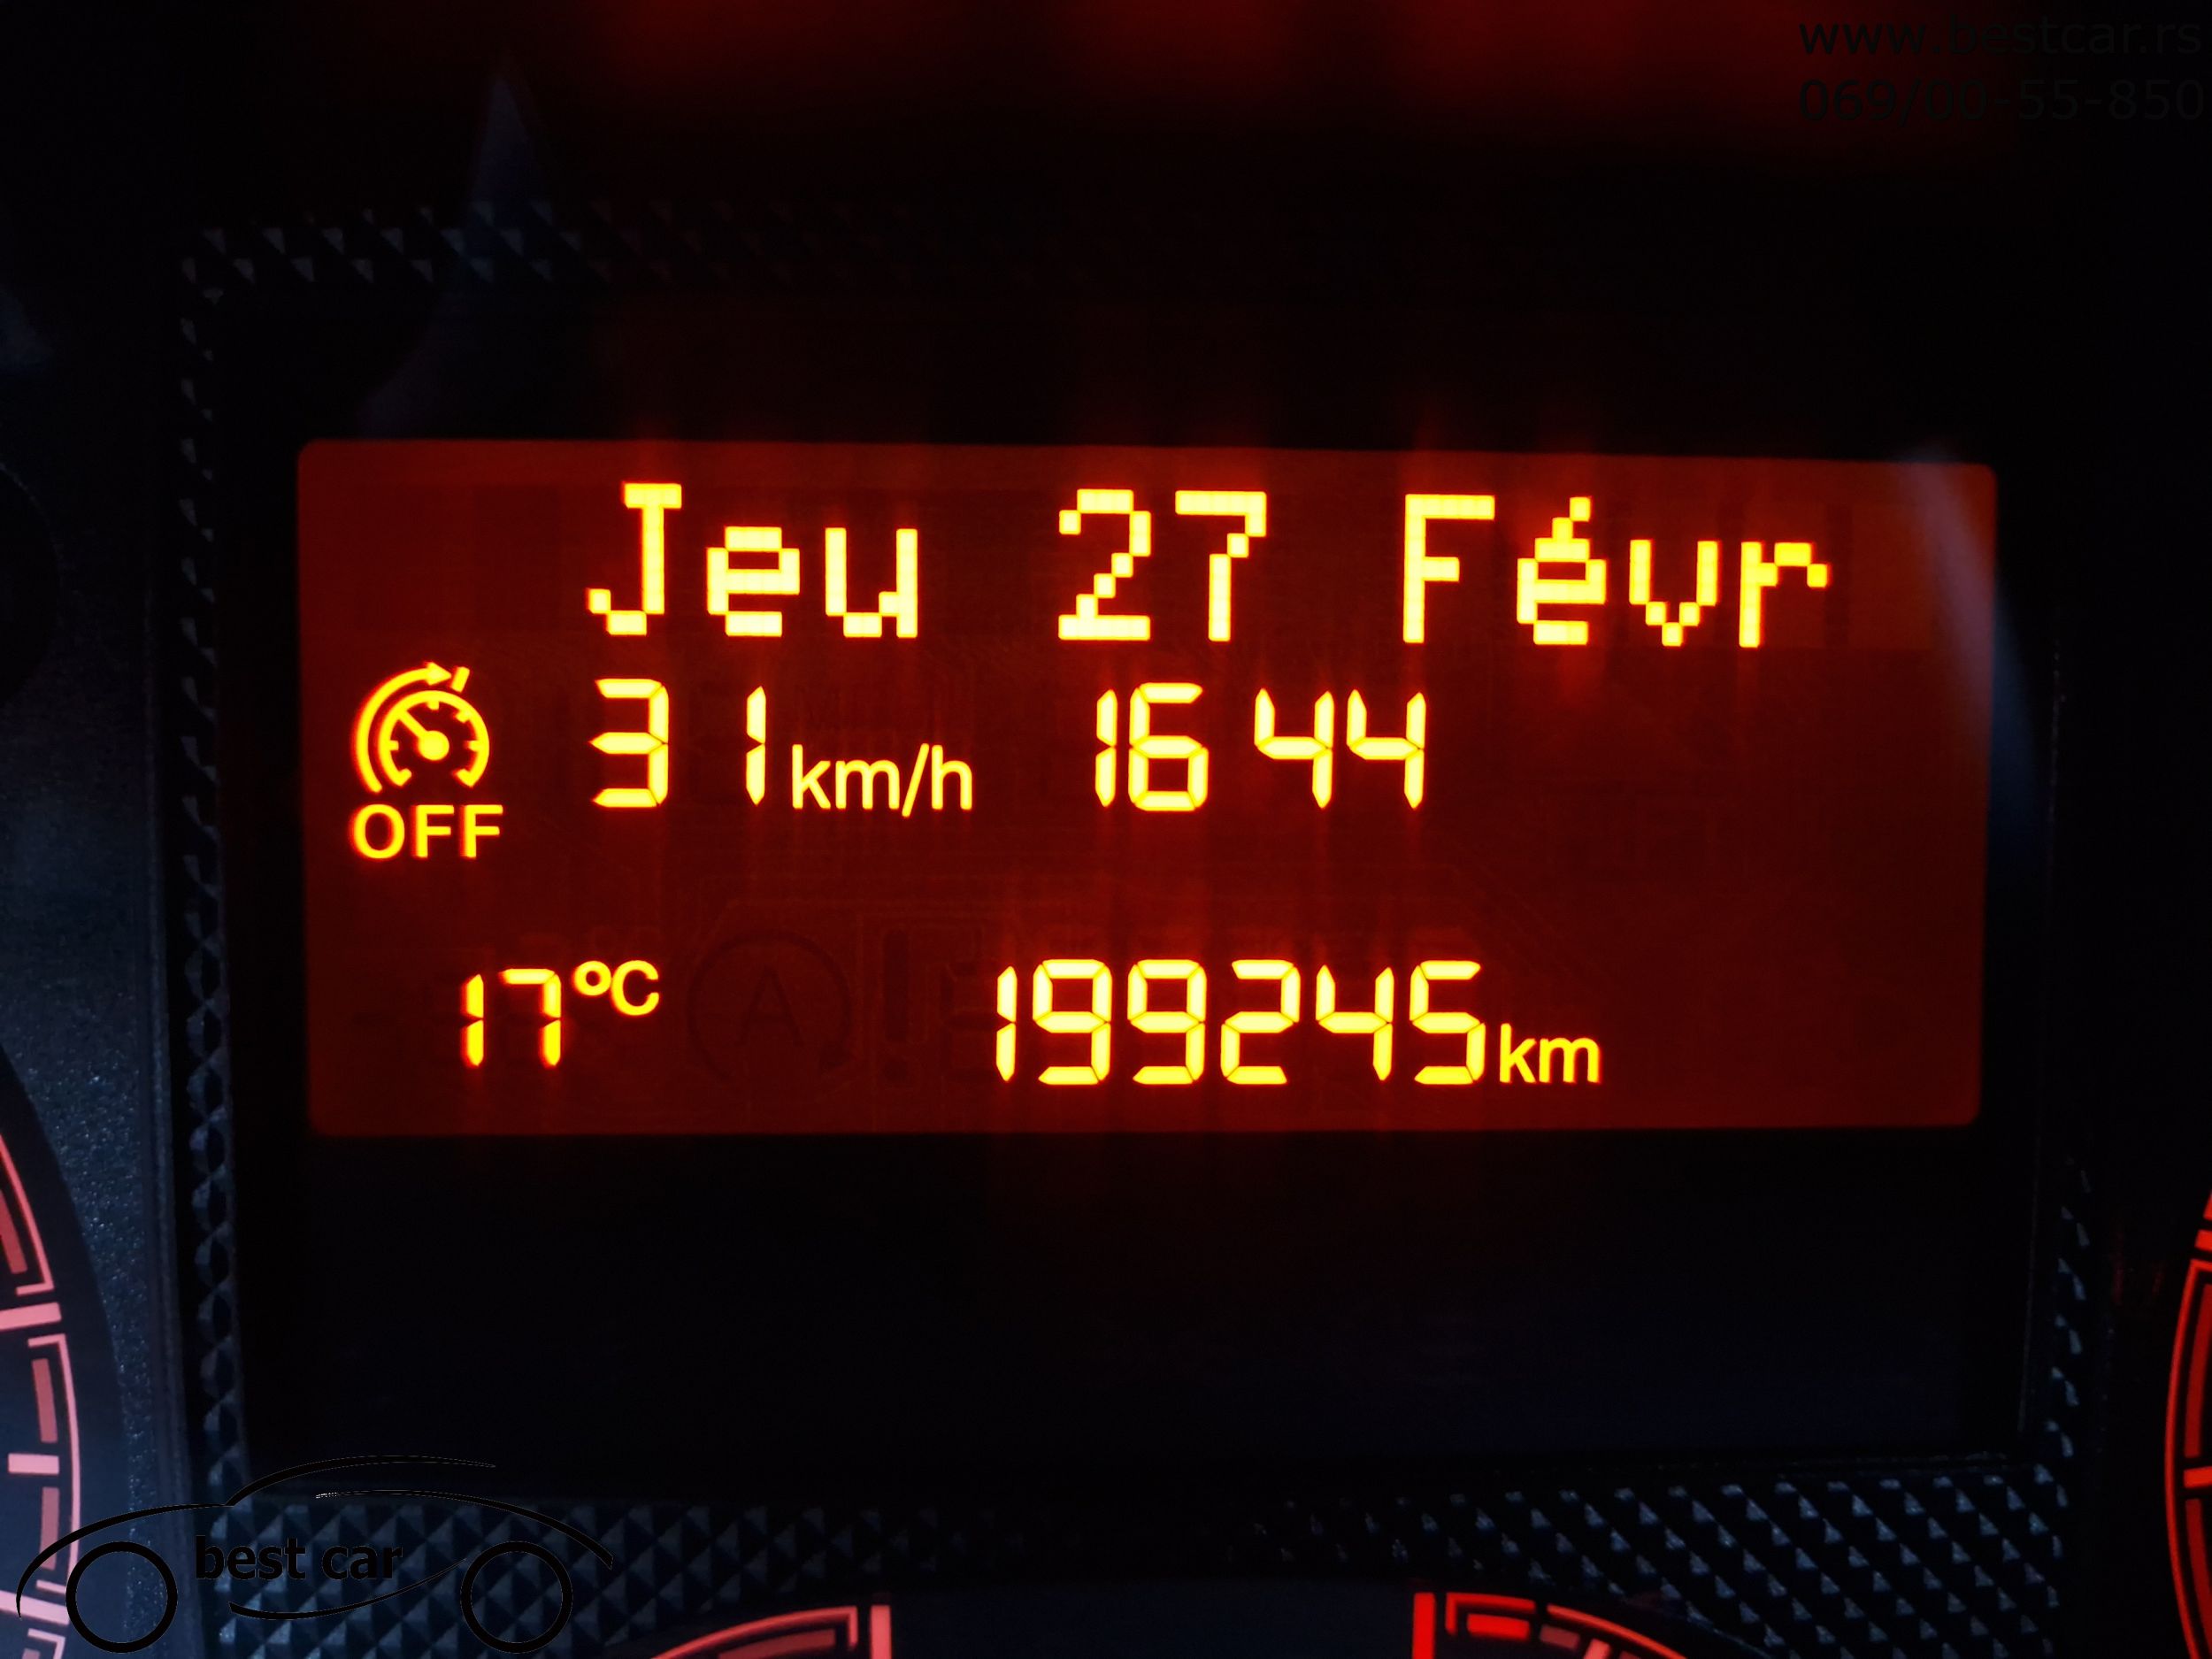 www.bestcar.rs
069/00-55-850
Jeu 27 Févr
31 km/h 16 44
OFF
17°C 199245 km
best car